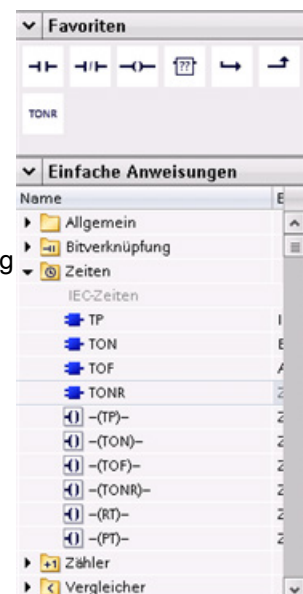 Favoriten
??
TONR
Einfache Anweisungen
Name
Allgemein
Bitverknüpfung
g
Zeiten
IEC-Zeiten
TP
TON
TOF
TONR
–(TP)–
–(TON)–
–(TOF)–
–(TONR)–
–(RT)–
–(PT)–
+1 Zähler
Vergleicher